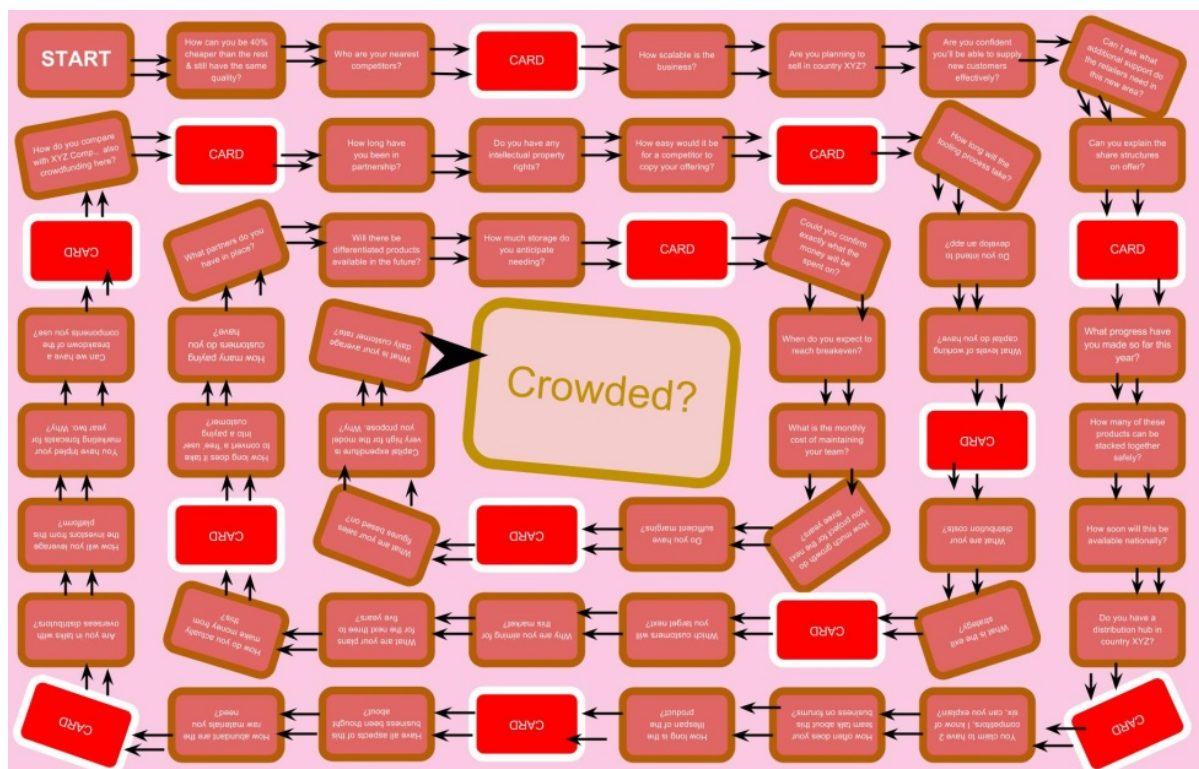 START
How can you be 40%
cheaper than the rest
& still have the same
quality?
Who are your nearest
competitors?
CARD
How scalable is the
business?
Are you planning to
sell in country XYZ?
Are you confident
you'll be able to supply
new customers
effectively?
Can I ask what
additional support do
the retailers need in
this new area?
Can you explain the
share structures
on offer?
CARD
What progress have
you made so far this
year?
How many of these
products can be
stacked together
safely?
How soon will this be
available nationally?
Do you have a
distribution hub in
country XYZ?
CARD
You claim to have 2
competitors, I know of
six, can you explain?
How often does your
team talk about this
business on forums?
How long is the
lifespan of the
product?
CARD
Have all aspects of this
business been thought
about?
How abundant are the
raw materials you
need?
CARD
Are you in talks with
overseas distributors?
How will you leverage
the investors from this
platform?
You have tripled your
marketing forecasts for
year, two. Why?
Can we have a
breakdown of the
components you use?
CARD
How do you compare
with XYZ Comp., also
crowdfunding here?
CARD
How long have
you been in
partnership?
Do you have any
intellectual property
rights?
How easy would it be
for a competitor to
copy your offering?
CARD
How long will the
tooling process take?
Do you intend to
develop an app?
What levels of working
capital do you have?
CARD
What are your
distribution costs?
What is the exit
strategy?
CARD
Which customers will
you target next?
Why are you aiming for
this market?
What are your plans
for the next three to
five years?
How do you actually
make money from
this?
CARD
How long does it take
to convert a 'free' user
into a paying
customer?
How many paying
customers do you
have?
What partners do you
have in place?
Will there be
differentiated products
available in the future?
How much storage do
you anticipate
needing?
CARD
Could you confirm
exactly what the
money will be
spent on?
When do you expect to
reach breakeven?
What is the monthly
cost of maintaining
your team?
How much growth do
you project for the next
three years?
Do you have
sufficient margins?
CARD
What are your sales
figures based on?
Capital expenditure is
very high for the model
you propose. Why?
What is your average
daily customer rate?
Crowded?